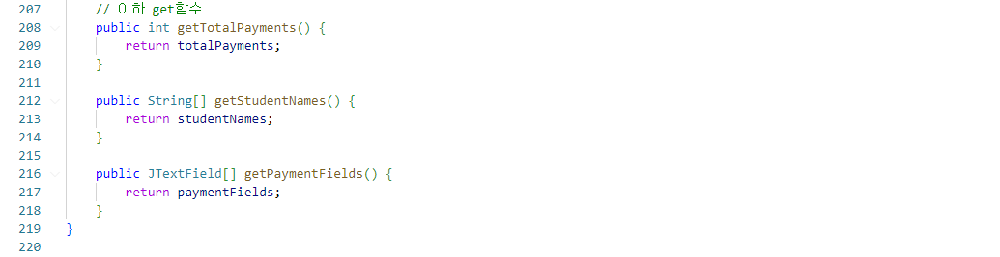 207 // 이하 get함수
208 public int getTotalPayments() {
209 return totalPayments;
210 }
211
212 public String[] getStudentNames() {
213 return studentNames;
214 }
215
216 public JTextField[] getPaymentFields() {
217 return paymentFields;
218 }
219 }
220